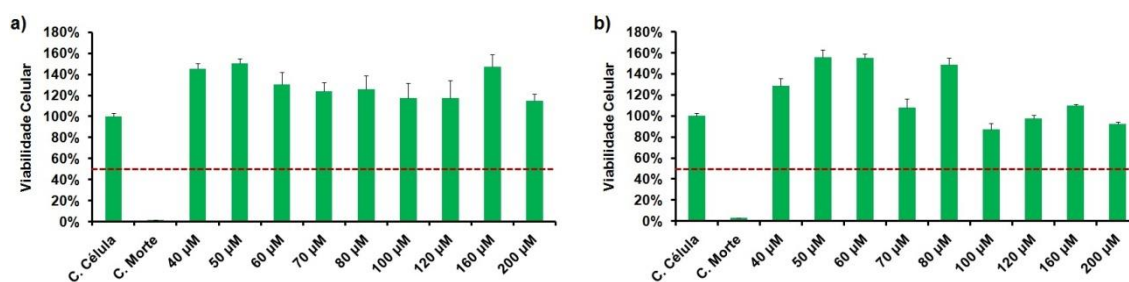 a)
Viabilidade Celular
180%
160%
140%
120%
100%
80%
60%
40%
20%
0%
C. Célula
C. Morte
40 µM
50 µM
60 µM
70 µM
80 µM
100 µM
120 µM
160 µM
200 µM
b)
Viabilidade Celular
180%
160%
140%
120%
100%
80%
60%
40%
20%
0%
C. Célula
C. Morte
40 µM
50 µM
60 µM
70 µM
80 µM
100 µM
120 µM
160 µM
200 µM